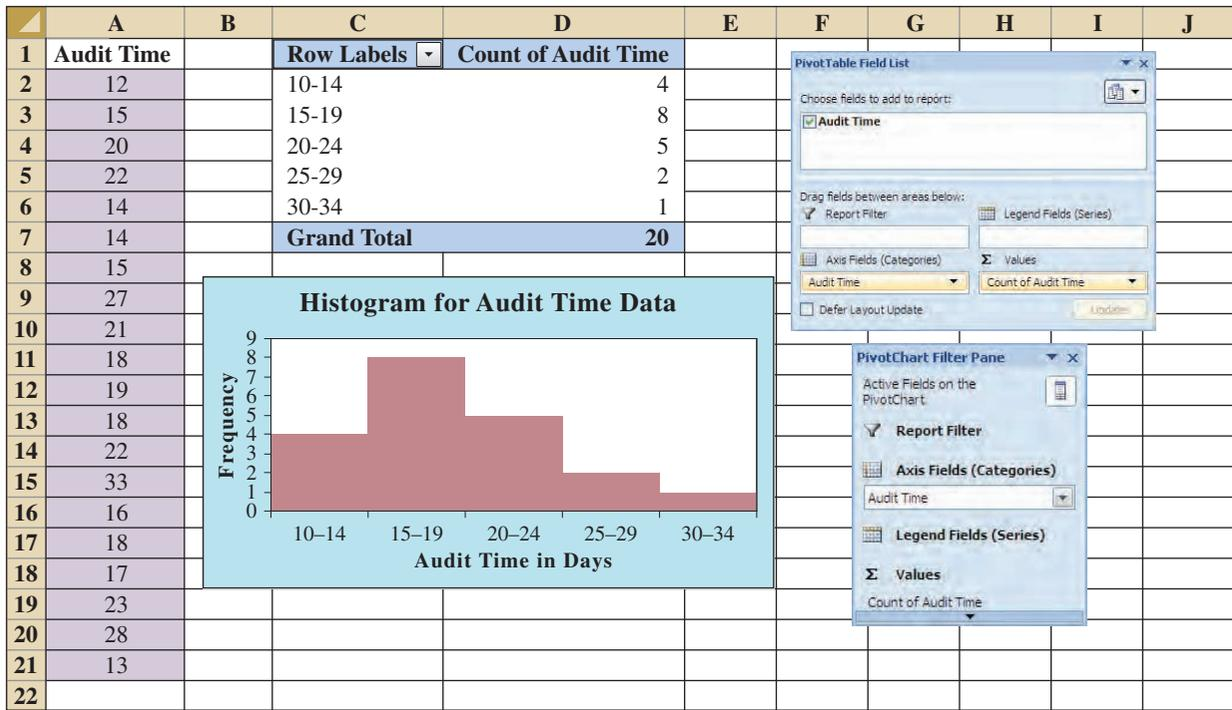 A B C D E F G H I J
1 Audit Time Row Labels Count of Audit Time
2 12 10-14 4
3 15 15-19 8
4 20 20-24 5
5 22 25-29 2
6 14 30-34 1
7 14 Grand Total 20
8 15
9 27
10 21
11 18
12 19
13 18
14 22
15 33
16 16
17 18
18 17
19 23
20 28
21 13
22
Histogram for Audit Time Data
Frequency
9
8
7
6
5
4
3
2
1
0
10–14 15–19 20–24 25–29 30–34
Audit Time in Days
PivotTable Field List
Choose fields to add to report:
Audit Time
Drag fields between areas below:
Report Filter Legend Fields (Series)
Axis Fields (Categories) Σ Values
Audit Time Count of Audit Time
Defer Layout Update Update
PivotChart Filter Pane
Active Fields on the
PivotChart
Report Filter
Axis Fields (Categories)
Audit Time
Legend Fields (Series)
Σ Values
Count of Audit Time